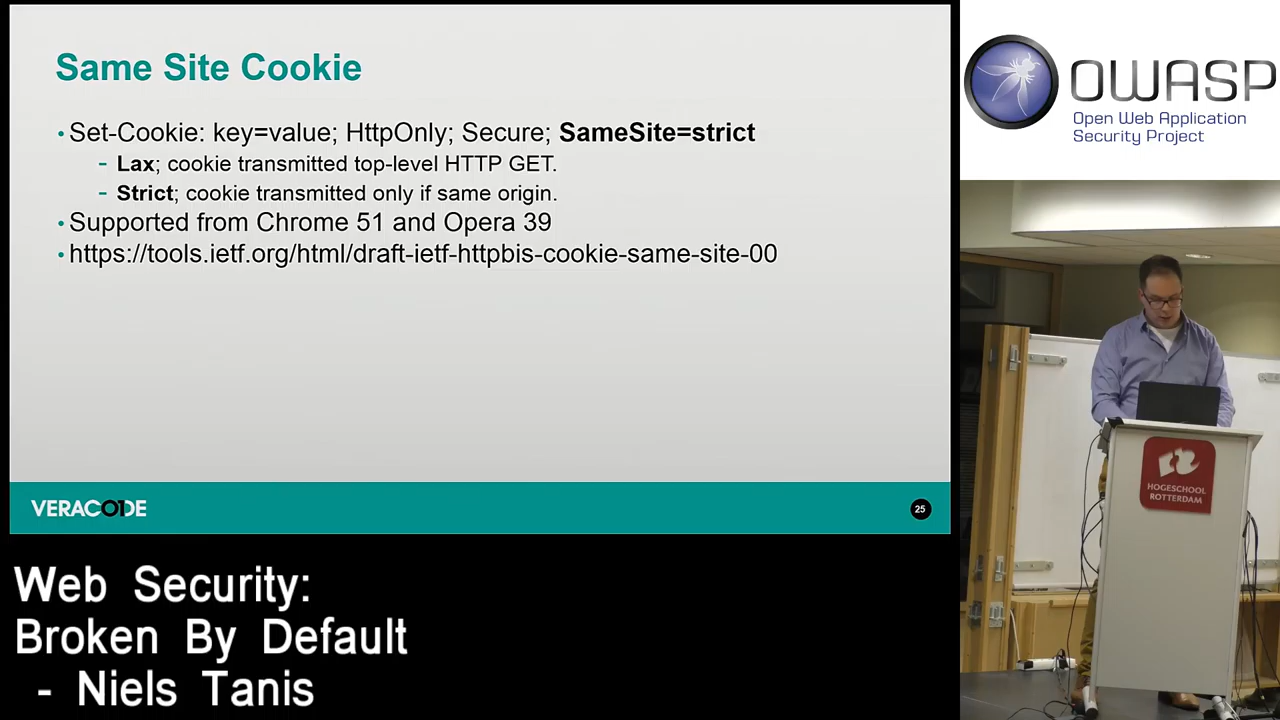 Same Site Cookie
Set-Cookie: key=value; HttpOnly; Secure; SameSite=strict
Lax; cookie transmitted top-level HTTP GET.
Strict; cookie transmitted only if same origin.
Supported from Chrome 51 and Opera 39
https://tools.ietf.org/html/draft-ietf-httpbis-cookie-same-site-00
VERACODE
25
OWASP
Open Web Application
Security Project
HOGESCHOOL
ROTTERDAM
Web Security:
Broken By Default
- Niels Tanis